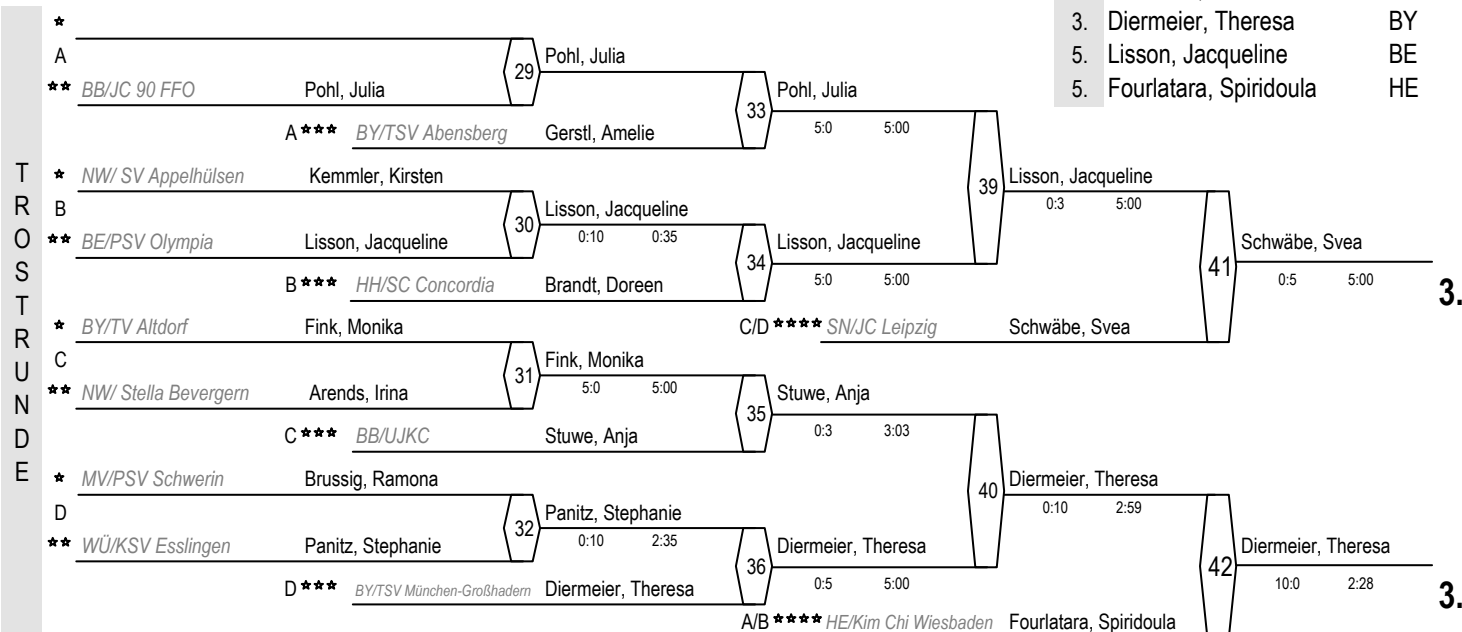 3. Diermeier, Theresa BY
5. Lisson, Jacqueline BE
5. Fourlatara, Spiridoula HE
TROSTRUNDE
*
A
** BB/JC 90 FFO Pohl, Julia
29
Pohl, Julia
A *** BY/TSV Abensberg Gerstl, Amelie
33
Pohl, Julia
5:0 5:00
* NW/ SV Appelhülsen Kemmler, Kirsten
B
** BE/PSV Olympia Lisson, Jacqueline
30
Lisson, Jacqueline
0:10 0:35
B *** HH/SC Concordia Brandt, Doreen
34
Lisson, Jacqueline
5:0 5:00
39
Lisson, Jacqueline
0:3 5:00
C/D **** SN/JC Leipzig Schwäbe, Svea
41
Schwäbe, Svea
0:5 5:00
3.
* BY/TV Altdorf Fink, Monika
C
** NW/ Stella Bevergern Arends, Irina
31
Fink, Monika
5:0 5:00
C *** BB/UJKC Stuwe, Anja
35
Stuwe, Anja
0:3 3:03
* MV/PSV Schwerin Brussig, Ramona
D
** WÜ/KSV Esslingen Panitz, Stephanie
32
Panitz, Stephanie
0:10 2:35
D *** BY/TSV München-Großhadern Diermeier, Theresa
36
Diermeier, Theresa
0:5 5:00
40
Diermeier, Theresa
0:10 2:59
A/B **** HE/Kim Chi Wiesbaden Fourlatara, Spiridoula
42
Diermeier, Theresa
10:0 2:28
3.